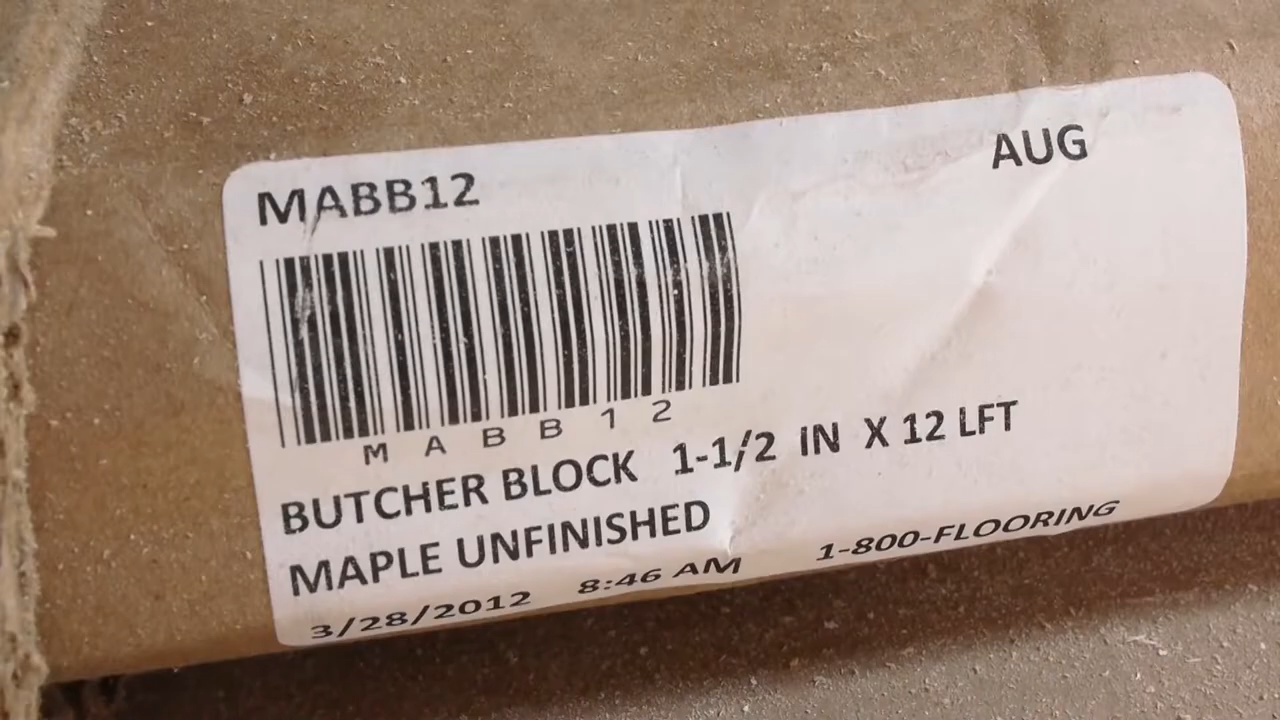 MABB12 AUG
M A B B 1 2
BUTCHER BLOCK 1-1/2 IN X 12 LFT
MAPLE UNFINISHED
3/28/2012 8:46 AM 1-800-FLOORING